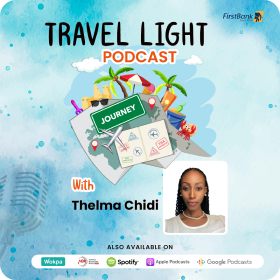 FirstBank
TRAVEL LIGHT
PODCAST
JOURNEY
With
Thelma Chidi
ALSO AVAILABLE ON
Wokpa
Spotify
Apple Podcasts
Google Podcasts